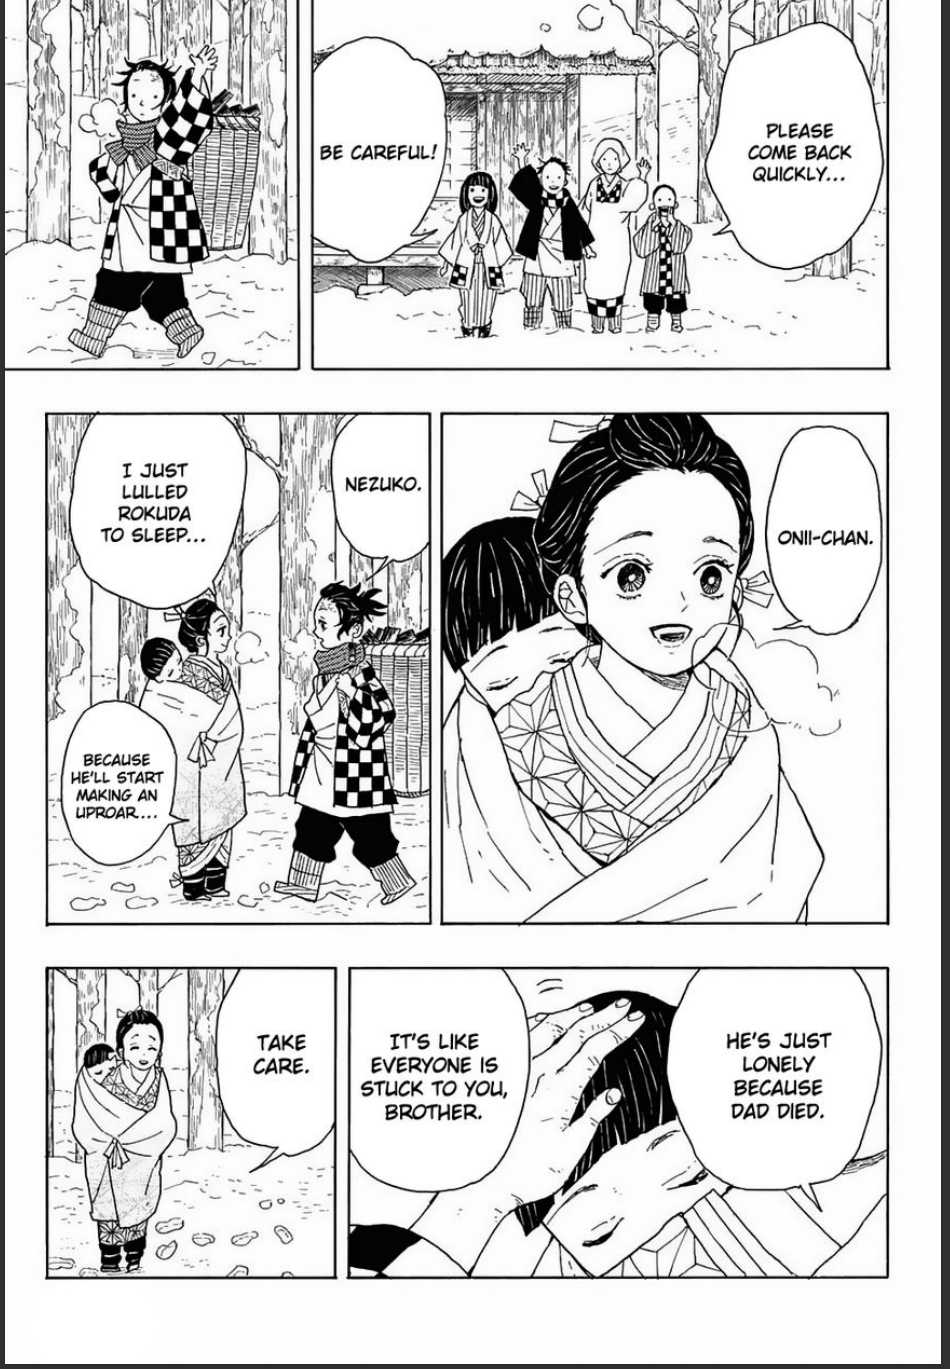 PLEASE
COME BACK
QUICKLY...
BE CAREFUL!
ONII-CHAN.
NEZUKO.
I JUST
LULLED
ROKUDA
TO SLEEP...
BECAUSE
HE'LL START
MAKING AN
UPROAR....
HE'S JUST
LONELY
BECAUSE
DAD DIED.
IT'S LIKE
EVERYONE IS
STUCK TO YOU,
BROTHER.
TAKE
CARE.